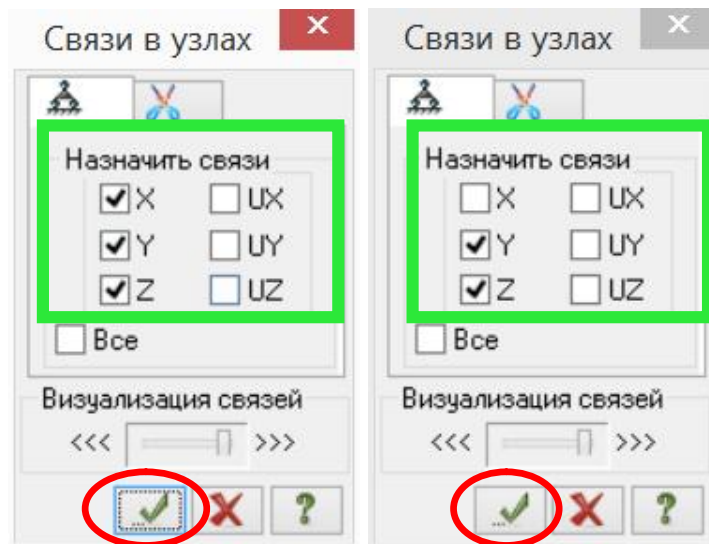 Связи в узлах
Назначить связи
X UX
Y UY
Z UZ
Все
Визуализация связей
<<< >>>
?
Связи в узлах
Назначить связи
X UX
Y UY
Z UZ
Все
Визуализация связей
<<< >>>
?